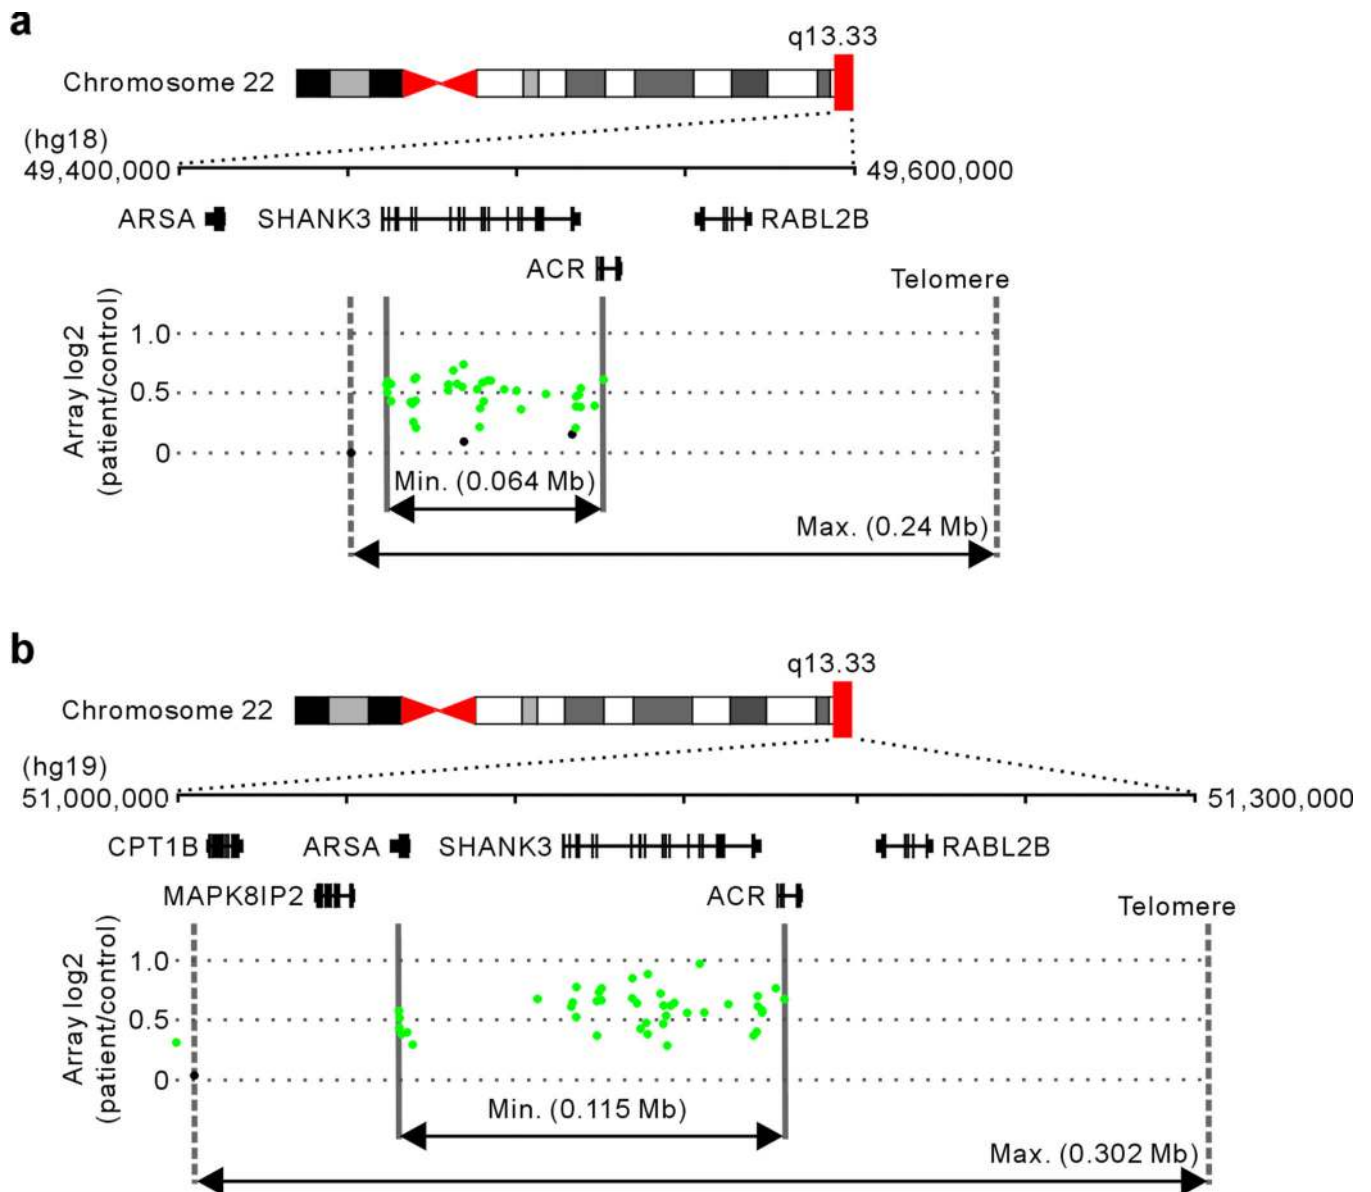 a
q13.33
Chromosome 22
(hg18)
49,400,000 49,600,000
ARSA SHANK3 RABL2B
ACR
Telomere
Array log2
(patient/control)
1.0
0.5
0
Min. (0.064 Mb)
Max. (0.24 Mb)
b
q13.33
Chromosome 22
(hg19)
51,000,000 51,300,000
CPT1B ARSA SHANK3 RABL2B
MAPK8IP2 ACR
Telomere
Array log2
(patient/control)
1.0
0.5
0
Min. (0.115 Mb)
Max. (0.302 Mb)